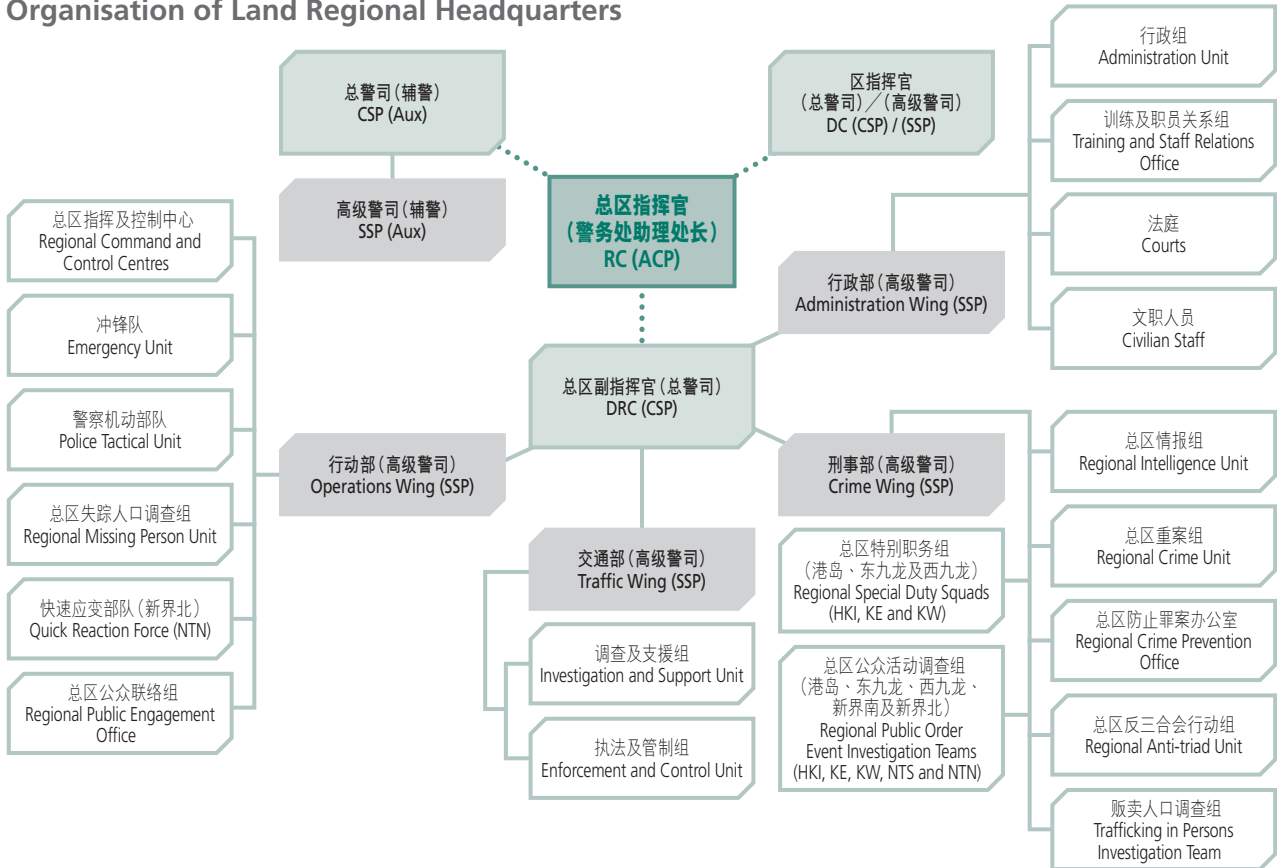 Organisation of Land Regional Headquarters
总警司(辅警)
CSP (Aux)
高级警司(辅警)
SSP (Aux)
区指挥官
(总警司)／(高级警司)
DC (CSP) / (SSP)
总区指挥官
(警务处助理处长)
RC (ACP)
总区副指挥官(总警司)
DRC (CSP)
行动部(高级警司)
Operations Wing (SSP)
总区指挥及控制中心
Regional Command and
Control Centres
冲锋队
Emergency Unit
警察机动部队
Police Tactical Unit
总区失踪人口调查组
Regional Missing Person Unit
快速应变部队(新界北)
Quick Reaction Force (NTN)
总区公众联络组
Regional Public Engagement
Office
交通部(高级警司)
Traffic Wing (SSP)
调查及支援组
Investigation and Support Unit
执法及管制组
Enforcement and Control Unit
行政部(高级警司)
Administration Wing (SSP)
行政组
Administration Unit
训练及职员关系组
Training and Staff Relations
Office
法庭
Courts
文职人员
Civilian Staff
刑事部(高级警司)
Crime Wing (SSP)
总区特别职务组
(港岛、东九龙及西九龙)
Regional Special Duty Squads
(HKI, KE and KW)
总区公众活动调查组
(港岛、东九龙、西九龙、
新界南及新界北)
Regional Public Order
Event Investigation Teams
(HKI, KE, KW, NTS and NTN)
总区情报组
Regional Intelligence Unit
总区重案组
Regional Crime Unit
总区防止罪案办公室
Regional Crime Prevention
Office
总区反三合会行动组
Regional Anti-triad Unit
贩卖人口调查组
Trafficking in Persons
Investigation Team